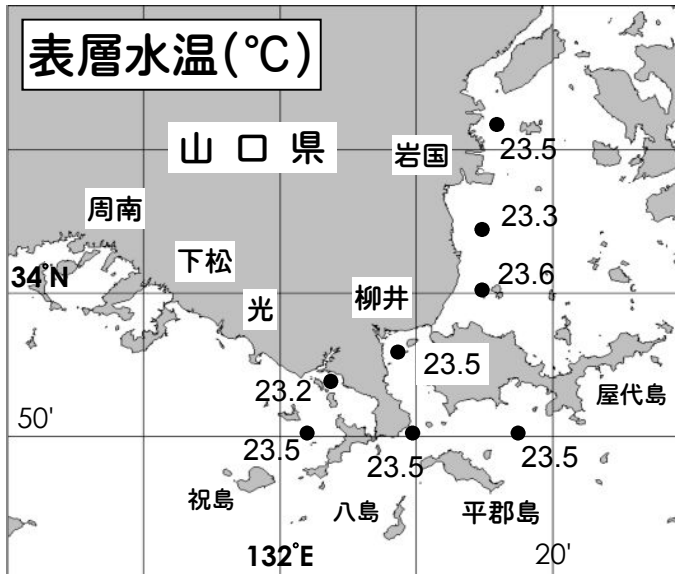 表層水温(℃)
山口県
岩国
23.5
周南
23.3
下松
34°N
23.6
柳井
光
23.5
23.2
屋代島
50'
23.5
23.5
23.5
祝島
八島
平郡島
132°E
20'